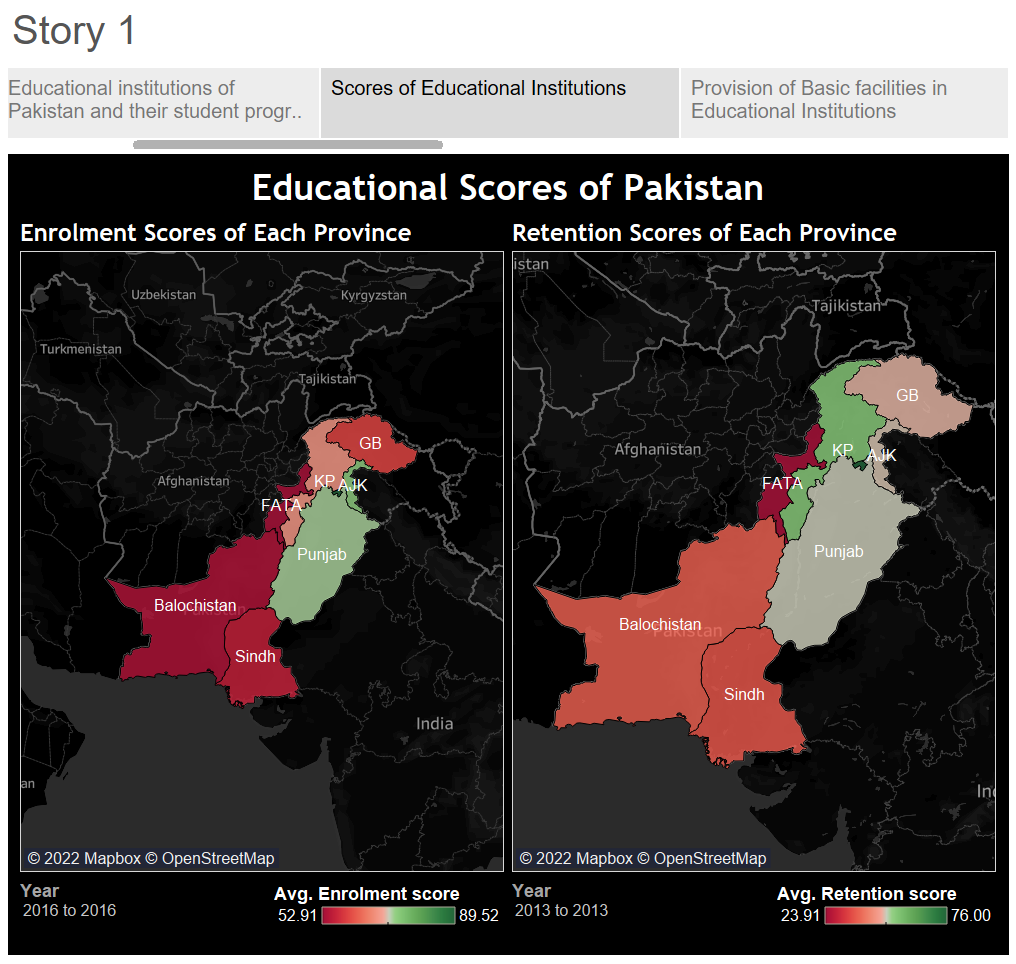 Story 1
Educational institutions of
Pakistan and their student progr..
Scores of Educational Institutions
Provision of Basic facilities in
Educational Institutions
Educational Scores of Pakistan
Enrolment Scores of Each Province
Uzbekistan
Kyrgyzstan
Turkmenistan
Tajikistan
GB
Afghanistan
KP
AJK
FATA
Punjab
Balochistan
Pakistan
Sindh
India
an
© 2022 Mapbox © OpenStreetMap
Year
2016 to 2016
Avg. Enrolment score
52.91
89.52
Retention Scores of Each Province
istan
Tajikistan
GB
Afghanistan
KP
AJK
FATA
Punjab
Balochistan
Pakistan
Sindh
Inc
© 2022 Mapbox © OpenStreetMap
Year
2013 to 2013
Avg. Retention score
23.91
76.00